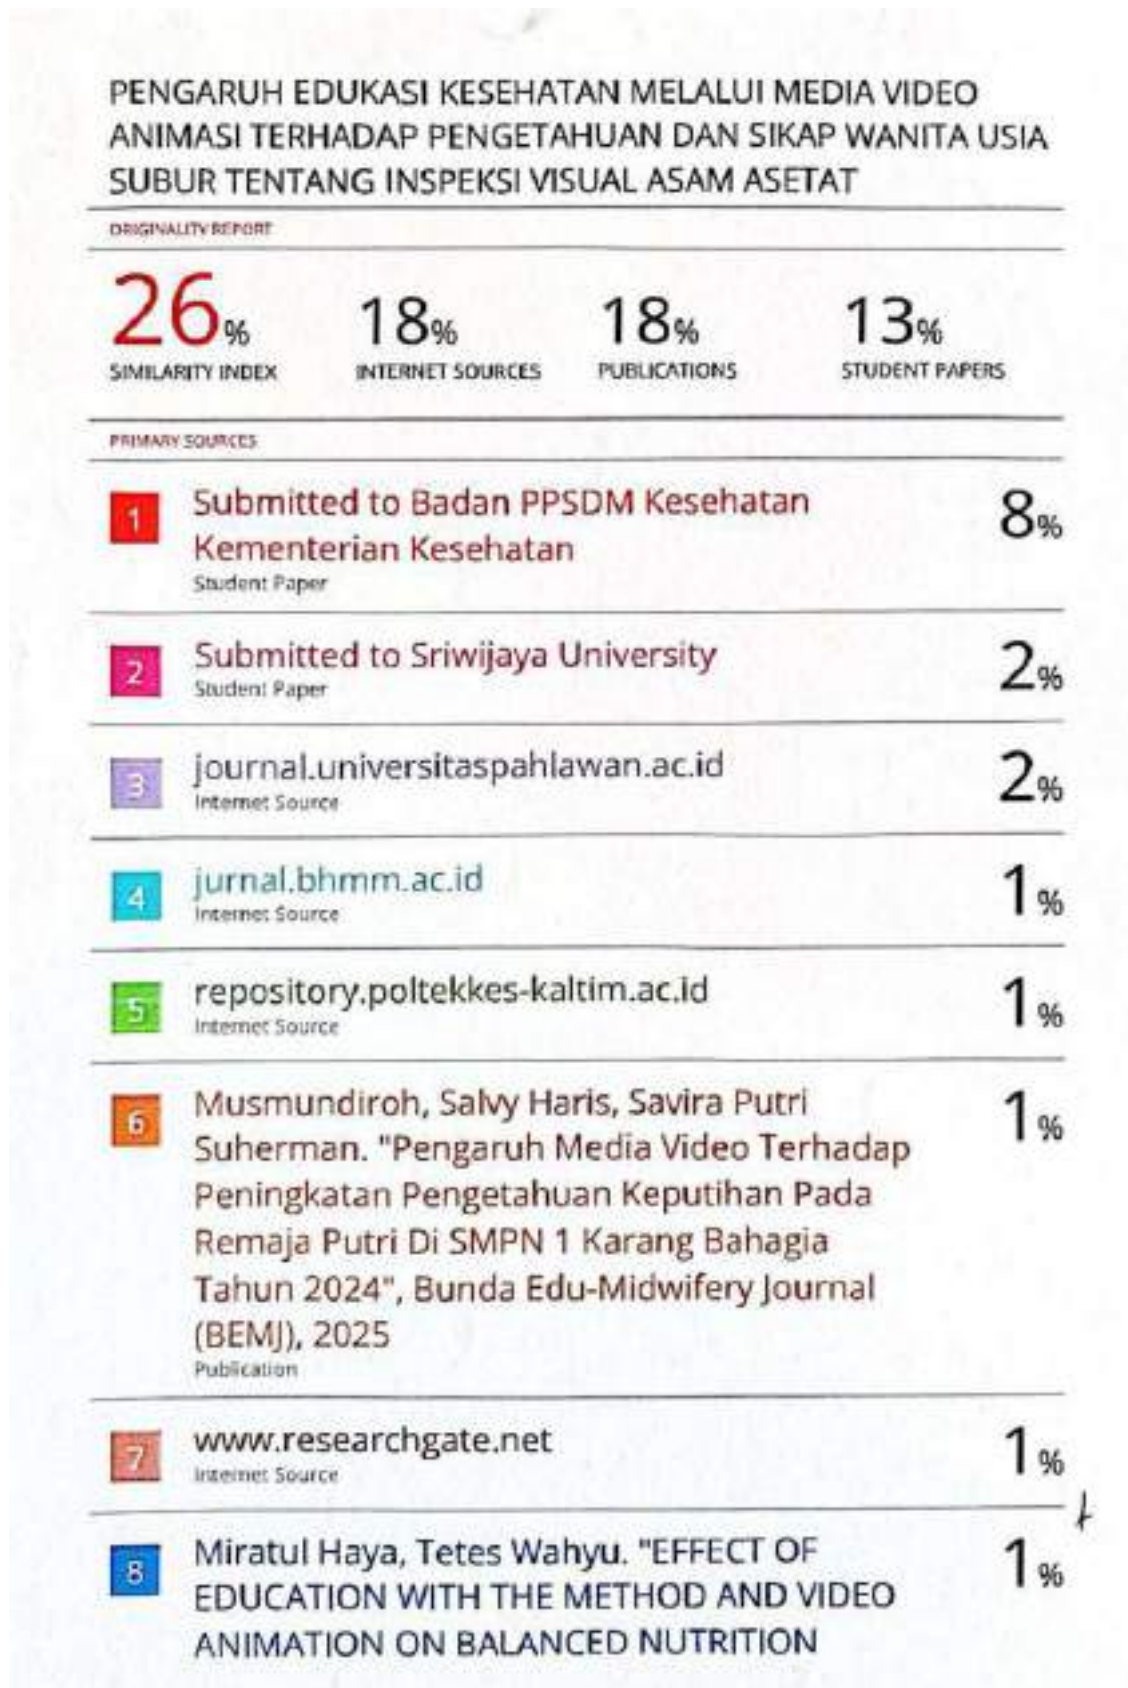 PENGARUH EDUKASI KESEHATAN MELALUI MEDIA VIDEO
ANIMASI TERHADAP PENGETAHUAN DAN SIKAP WANITA USIA
SUBUR TENTANG INSPEKSI VISUAL ASAM ASETAT
ORIGINALITY REPORT
26% 18% 18% 13%
SIMILARITY INDEX INTERNET SOURCES PUBLICATIONS STUDENT PAPERS
PRIMARY SOURCES
1 Submitted to Badan PPSDM Kesehatan 8%
Kementerian Kesehatan
Student Paper
2 Submitted to Sriwijaya University 2%
Student Paper
3 journal.universitaspahlawan.ac.id 2%
Internet Source
4 jurnal.bhmm.ac.id 1%
Internet Source
5 repository.poltekkes-kaltim.ac.id 1%
Internet Source
6 Musmundiroh, Salvy Haris, Savira Putri 1%
Suherman. "Pengaruh Media Video Terhadap
Peningkatan Pengetahuan Keputihan Pada
Remaja Putri Di SMPN 1 Karang Bahagia
Tahun 2024", Bunda Edu-Midwifery Journal
(BEMJ), 2025
Publication
7 www.researchgate.net 1%
Internet Source
8 Miratul Haya, Tetes Wahyu. "EFFECT OF 1%
EDUCATION WITH THE METHOD AND VIDEO
ANIMATION ON BALANCED NUTRITION